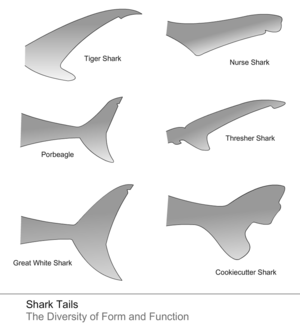 Tiger Shark
Nurse Shark
Porbeagle
Thresher Shark
Great White Shark
Cookiecutter Shark
Shark Tails
The Diversity of Form and Function